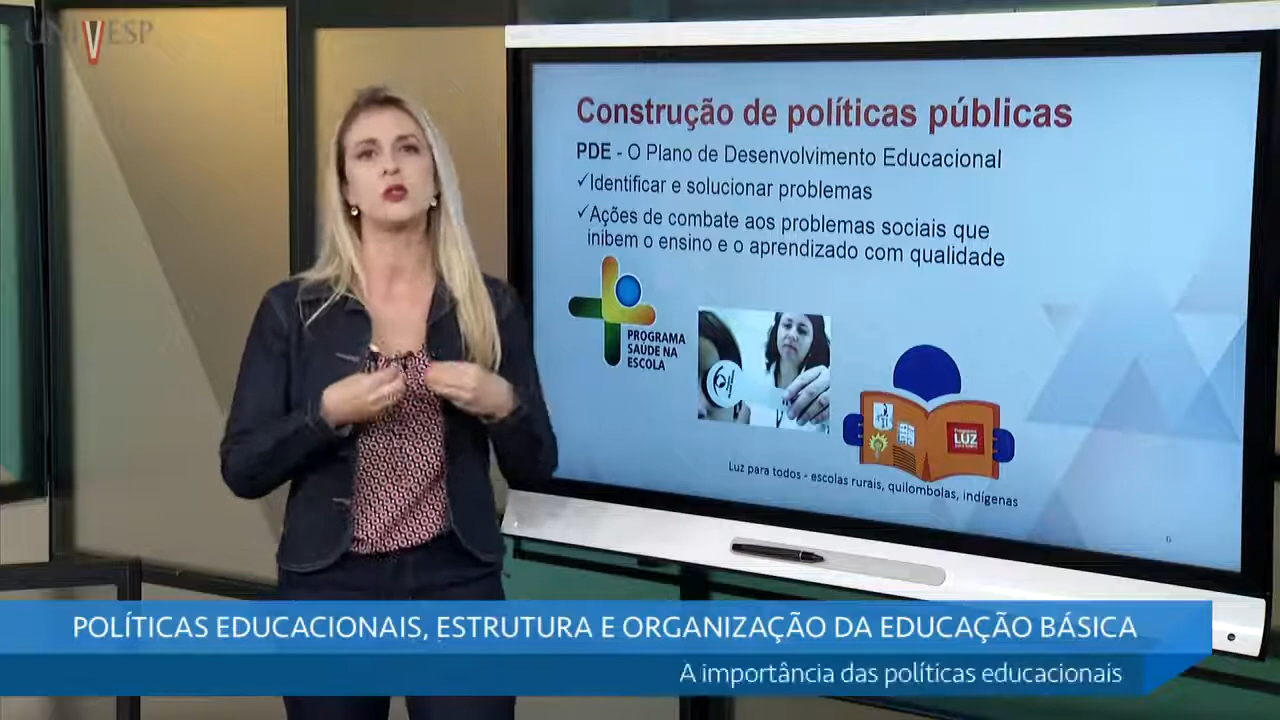 UNIVESP
Construção de políticas públicas
PDE - O Plano de Desenvolvimento Educacional
✓Identificar e solucionar problemas
✓Ações de combate aos problemas sociais que
inibem o ensino e o aprendizado com qualidade
PROGRAMA
SAÚDE NA
ESCOLA
LUZ
Luz para todos - escolas rurais, quilombolas, indígenas
6
POLÍTICAS EDUCACIONAIS, ESTRUTURA E ORGANIZAÇÃO DA EDUCAÇÃO BÁSICA
A importância das políticas educacionais